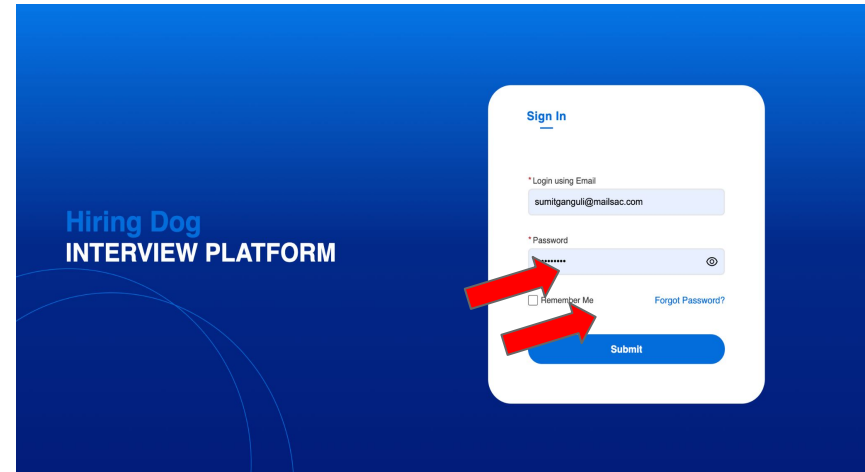 Sign In
*Login using Email
sumitganguli@mailsac.com
Hiring Dog
INTERVIEW PLATFORM
*Password
Remember Me
Forgot Password?
Submit